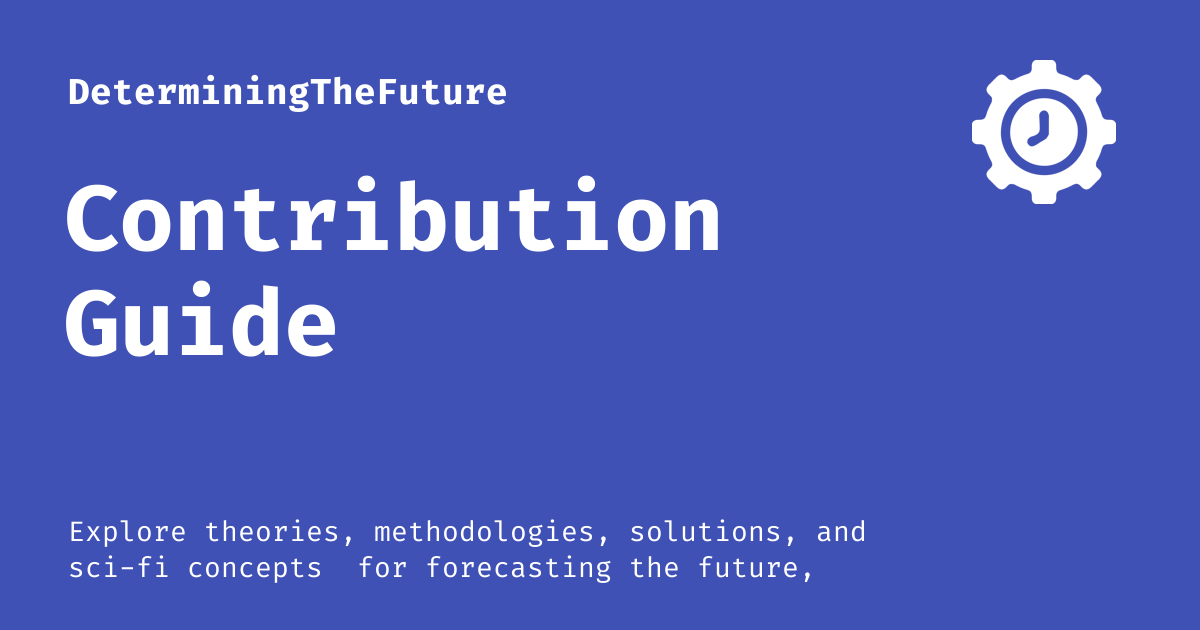 DeterminingTheFuture
Contribution
Guide
Explore theories, methodologies, solutions, and
sci-fi concepts  for forecasting the future,